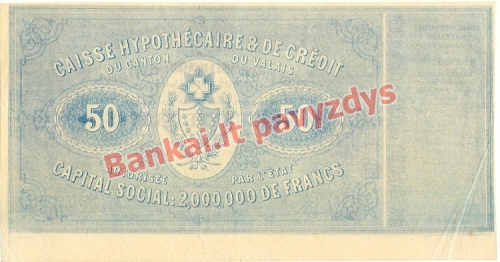 CAISSE HYPOTHÉCAIRE & DE CRÉDIT
DU CANTON DU VALAIS
50 50
Bankai.lt pavyzdys
AUTORISÉE PAR L'ÉTAT
CAPITAL SOCIAL: 2,000,000 DE FRANCS